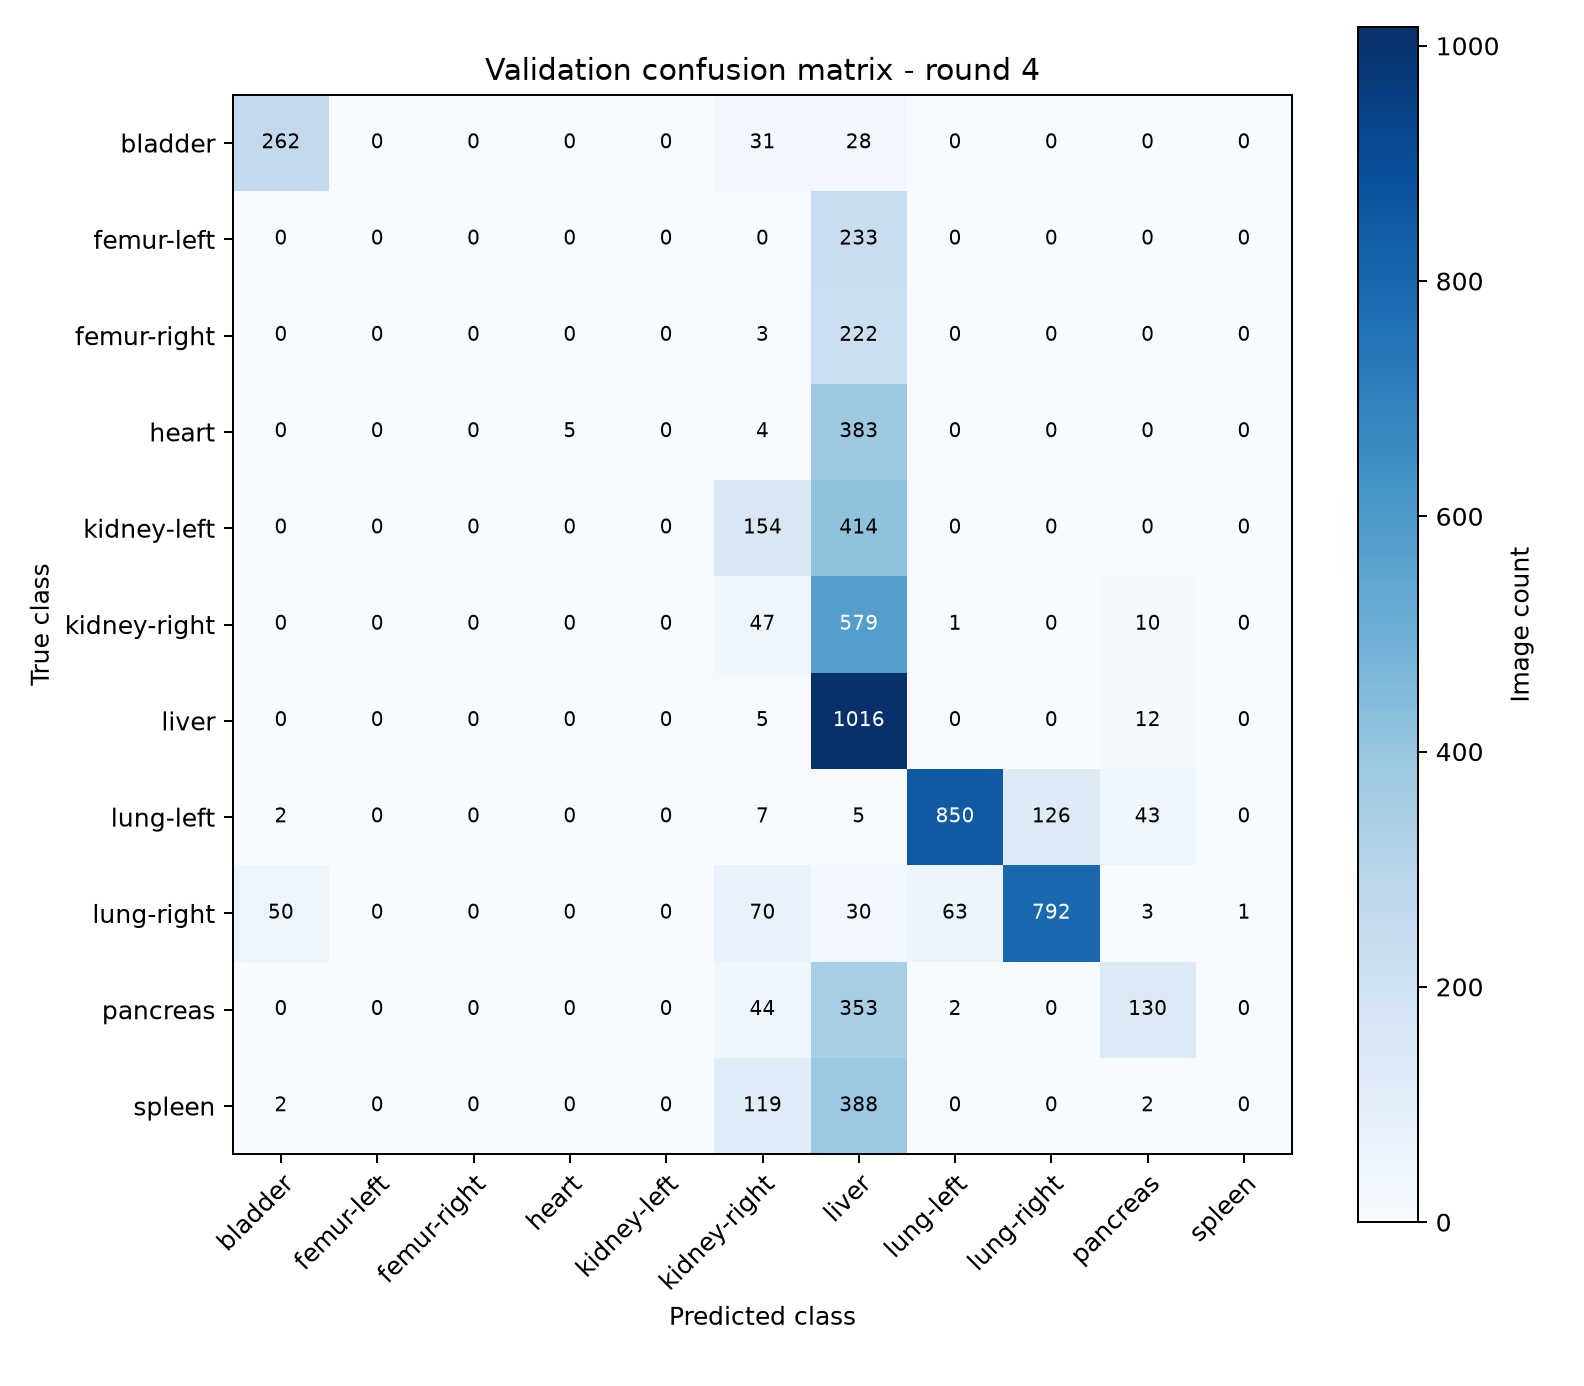 Validation confusion matrix - round 4
bladder 262 0 0 0 0 31 28 0 0 0 0
femur-left 0 0 0 0 0 0 233 0 0 0 0
femur-right 0 0 0 0 0 3 222 0 0 0 0
heart 0 0 0 5 0 4 383 0 0 0 0
kidney-left 0 0 0 0 0 154 414 0 0 0 0
kidney-right 0 0 0 0 0 47 579 1 0 10 0
liver 0 0 0 0 0 5 1016 0 0 12 0
lung-left 2 0 0 0 0 7 5 850 126 43 0
lung-right 50 0 0 0 0 70 30 63 792 3 1
pancreas 0 0 0 0 0 44 353 2 0 130 0
spleen 2 0 0 0 0 119 388 0 0 2 0
bladder femur-left femur-right heart kidney-left kidney-right liver lung-left lung-right pancreas spleen
Predicted class
True class
1000
800
600
400
200
0
Image count